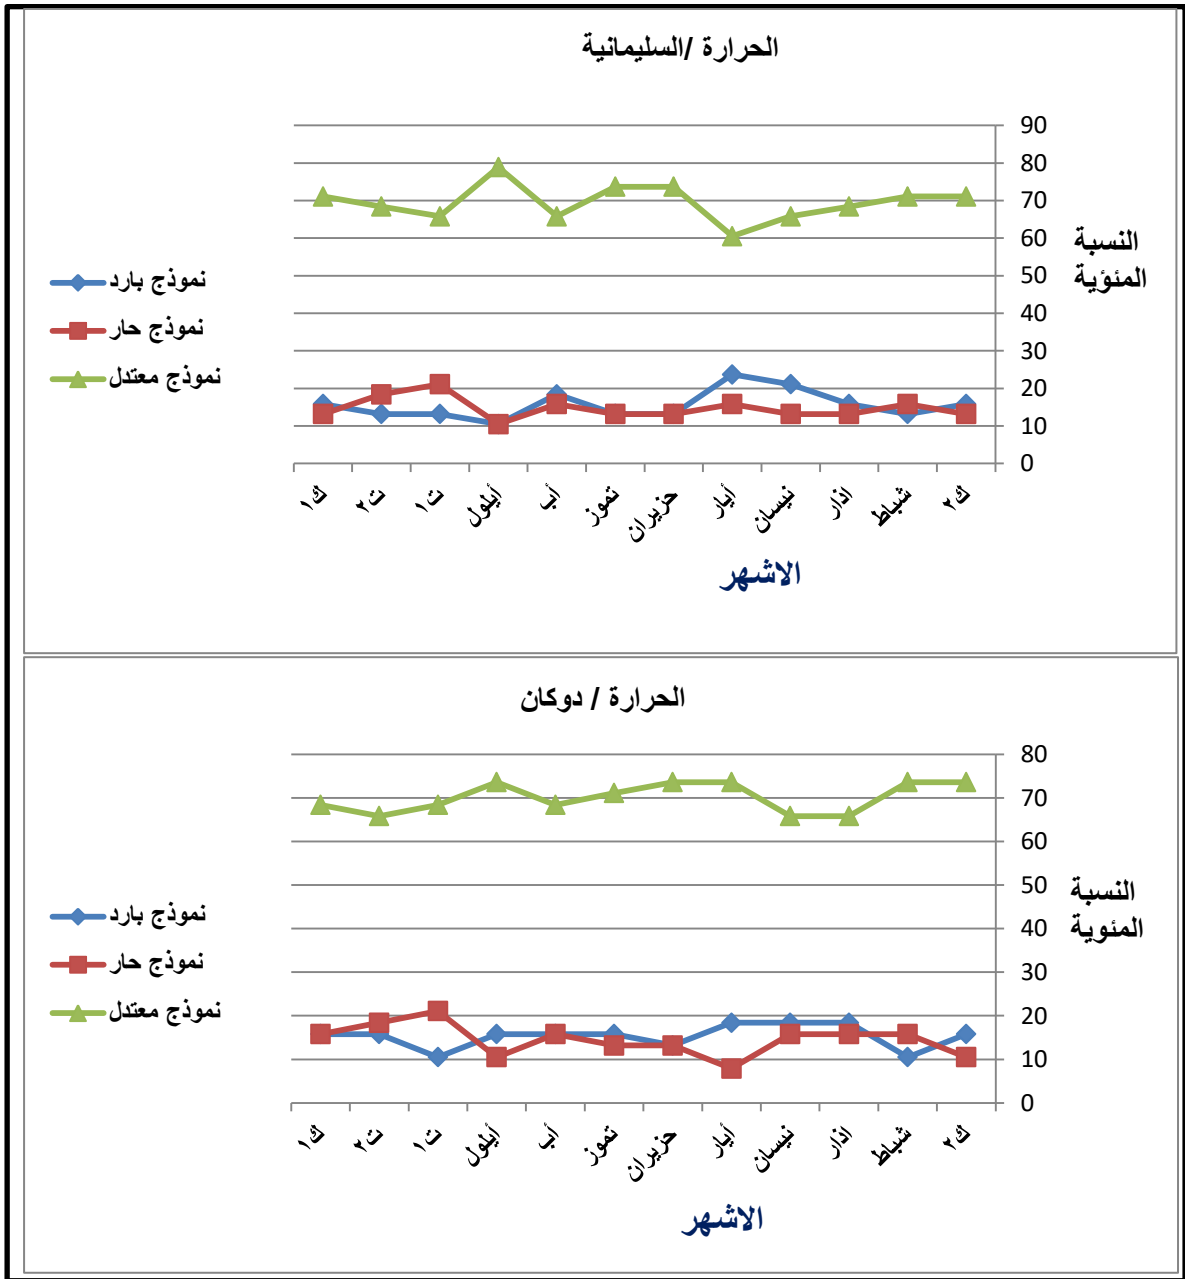 الحرارة /السليمانية
90
80
70
60
50
40
30
20
10
0
النسبة
المئوية
نموذج بارد
نموذج حار
نموذج معتدل
ك٢ شباط اذار نيسان أيار حزيران تموز أب أيلول ت١ ت٢ ك١
الاشهر
الحرارة / دوكان
80
70
60
50
40
30
20
10
0
النسبة
المئوية
نموذج بارد
نموذج حار
نموذج معتدل
ك٢ شباط اذار نيسان أيار حزيران تموز أب أيلول ت١ ت٢ ك١
الاشهر